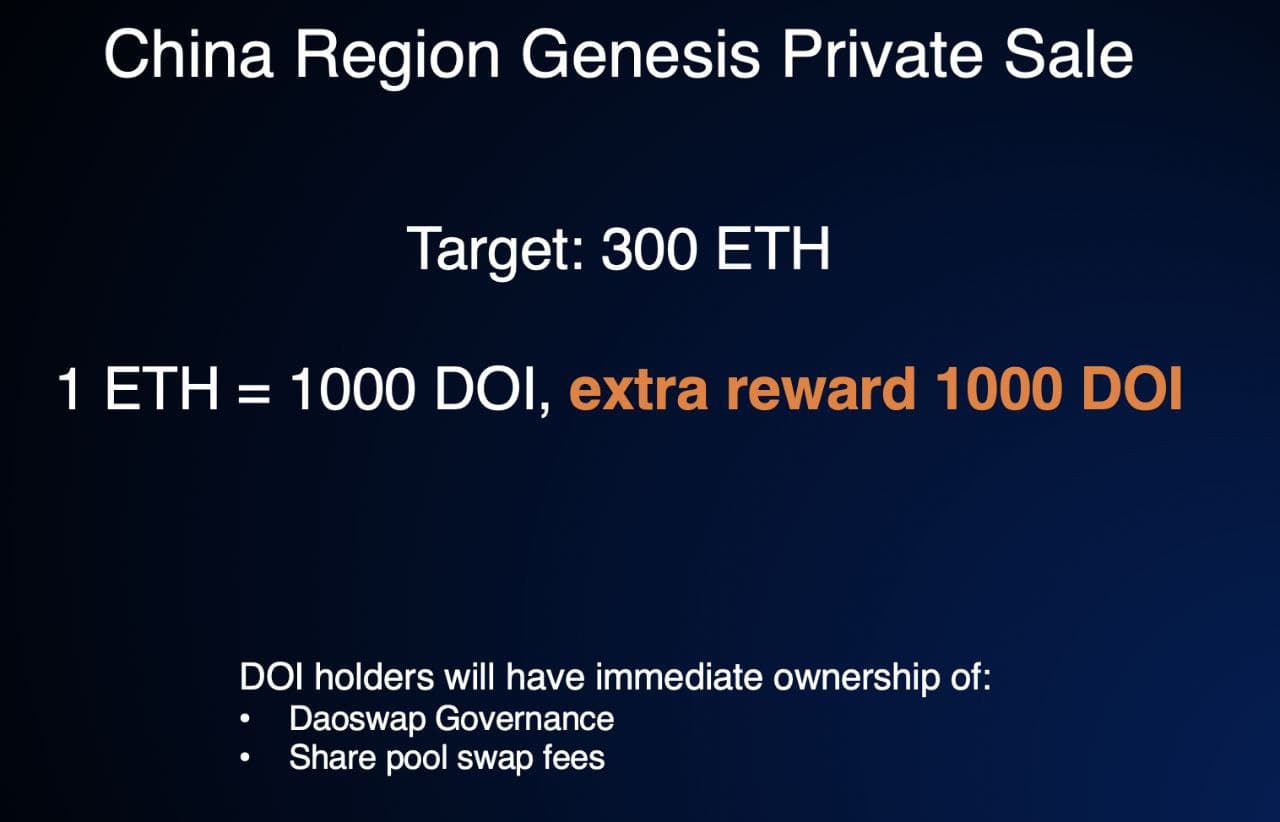 China Region Genesis Private Sale
Target: 300 ETH
1 ETH = 1000 DOI, extra reward 1000 DOI
DOI holders will have immediate ownership of:
• Daoswap Governance
• Share pool swap fees